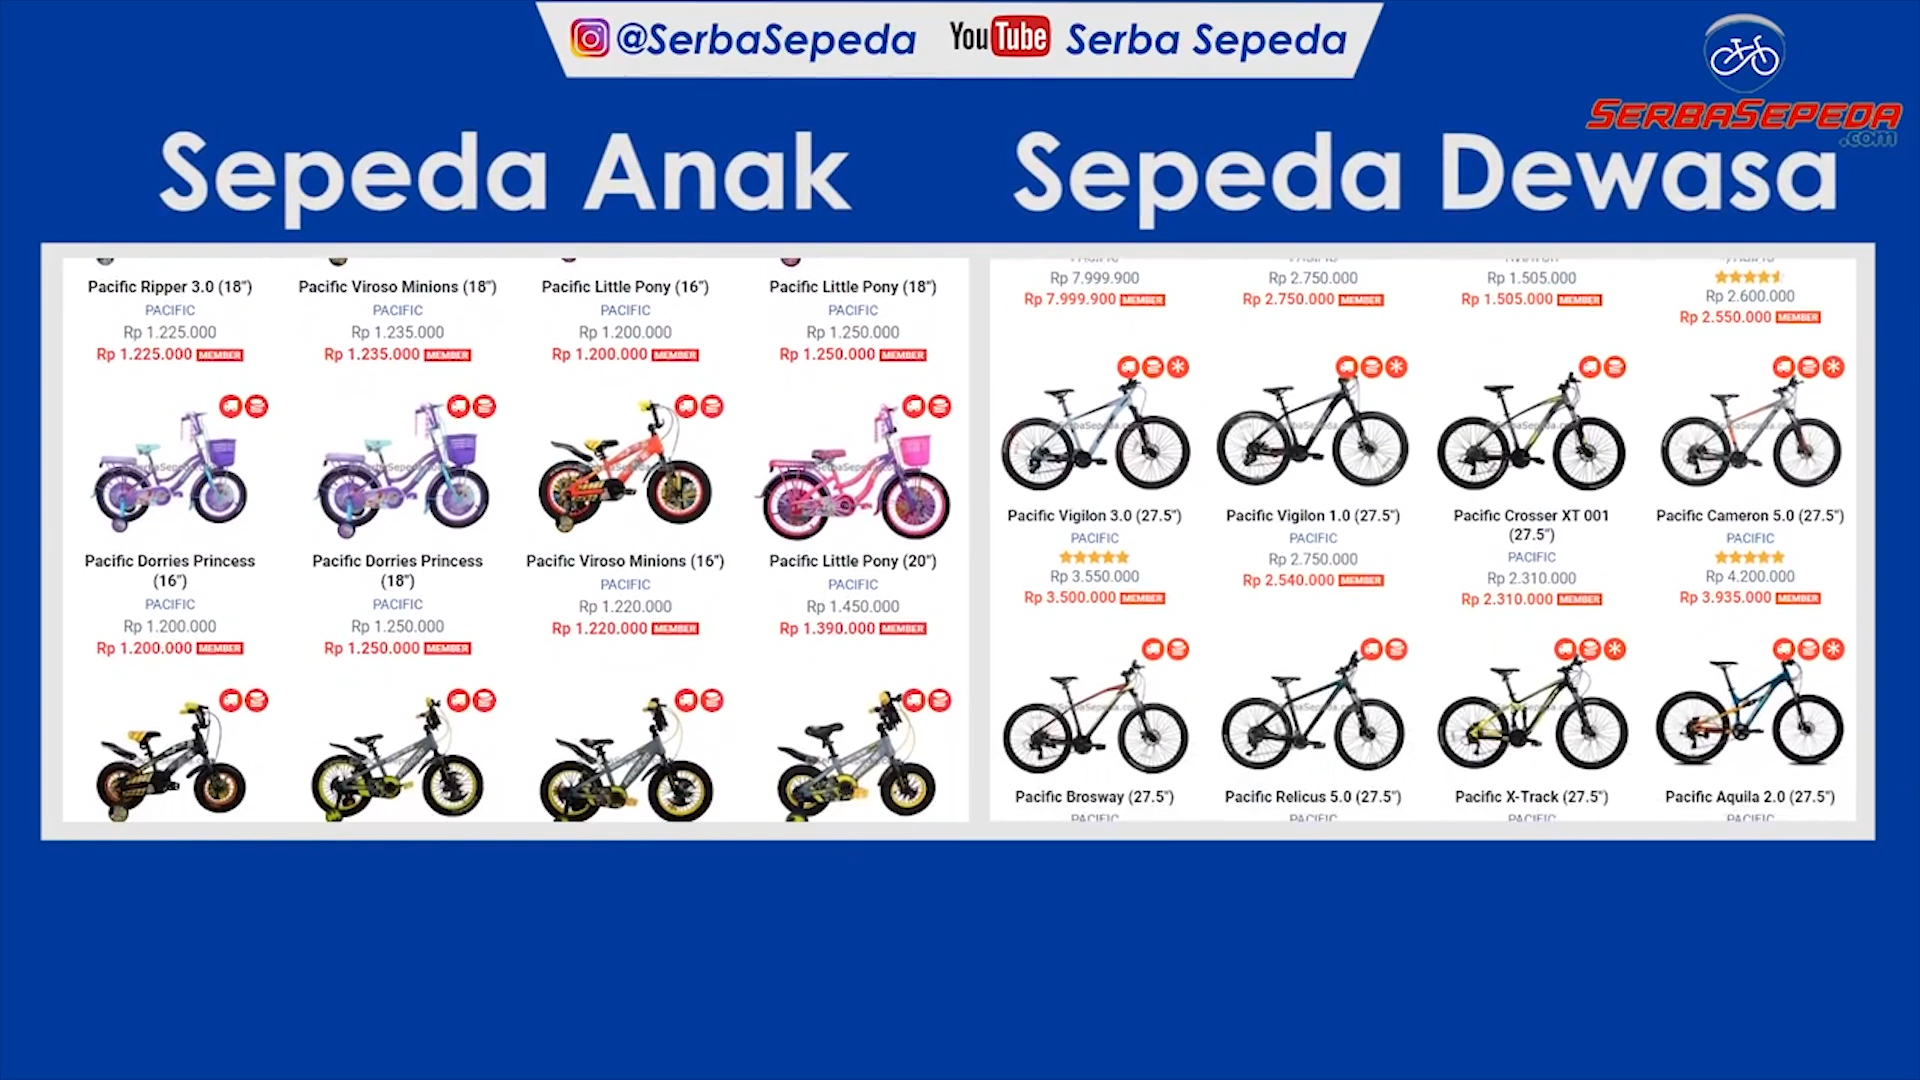 @SerbaSepeda YouTube Serba Sepeda
SERBASEPEDA
.com
Sepeda Anak
Sepeda Dewasa
Pacific Ripper 3.0 (18") Pacific Viroso Minions (18") Pacific Little Pony (16") Pacific Little Pony (18")
PACIFIC PACIFIC PACIFIC PACIFIC
Rp 1.225.000 Rp 1.235.000 Rp 1.200.000 Rp 1.250.000
Rp 1.225.000 MEMBER Rp 1.235.000 MEMBER Rp 1.200.000 MEMBER Rp 1.250.000 MEMBER
Pacific Dorries Princess Pacific Dorries Princess Pacific Viroso Minions (16") Pacific Little Pony (20")
(16") (18") PACIFIC PACIFIC
PACIFIC PACIFIC Rp 1.220.000 Rp 1.450.000
Rp 1.200.000 Rp 1.250.000 Rp 1.220.000 MEMBER Rp 1.390.000 MEMBER
Rp 1.200.000 MEMBER Rp 1.250.000 MEMBER
Rp 7.999.900 Rp 2.750.000 Rp 1.505.000 Rp 2.600.000
Rp 7.999.900 MEMBER Rp 2.750.000 MEMBER Rp 1.505.000 MEMBER Rp 2.550.000 MEMBER
Pacific Vigilon 3.0 (27.5") Pacific Vigilon 1.0 (27.5") Pacific Crosser XT 001 Pacific Cameron 5.0 (27.5")
PACIFIC PACIFIC (27.5") PACIFIC
Rp 3.550.000 Rp 2.750.000 PACIFIC Rp 4.200.000
Rp 3.500.000 MEMBER Rp 2.540.000 MEMBER Rp 2.310.000 Rp 3.935.000 MEMBER
Rp 2.310.000 MEMBER
Pacific Brosway (27.5") Pacific Relicus 5.0 (27.5") Pacific X-Track (27.5") Pacific Aquila 2.0 (27.5")
PACIFIC PACIFIC PACIFIC PACIFIC